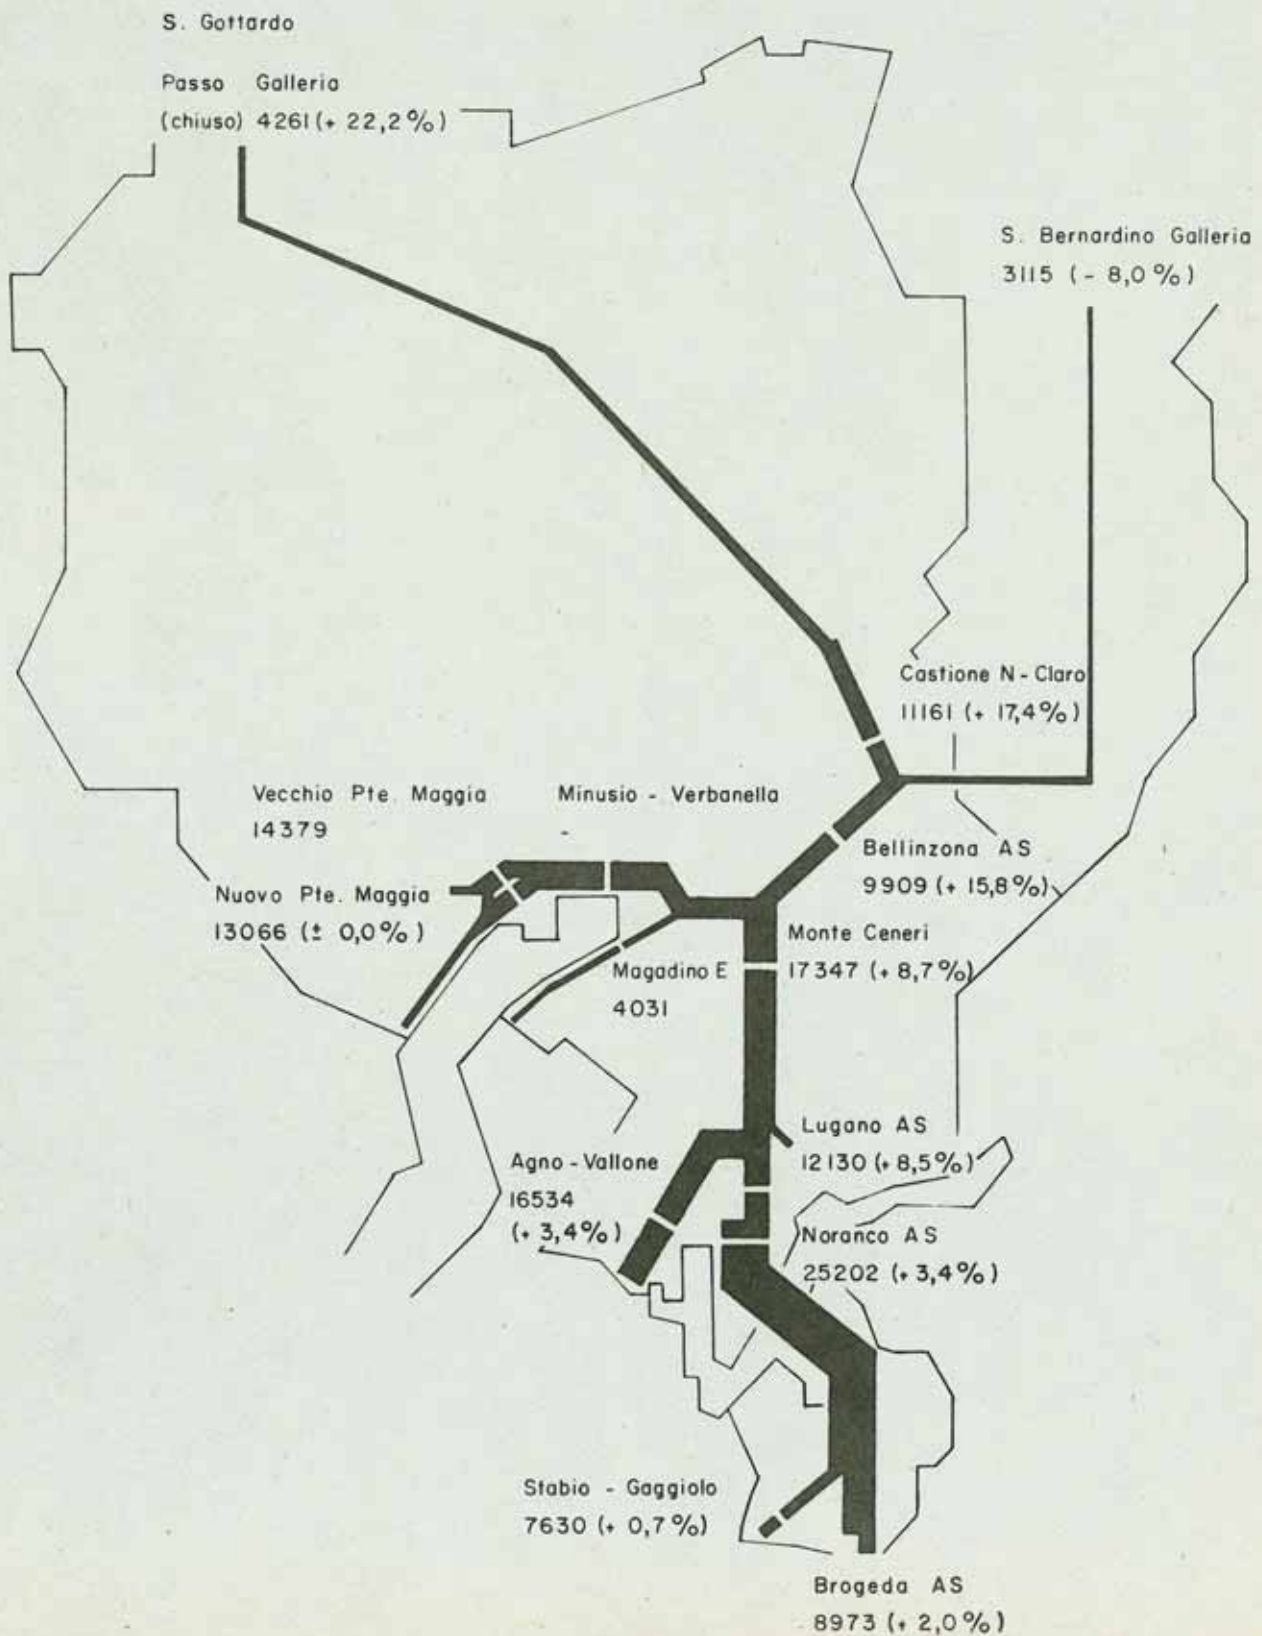 S. Gottardo
Passo Galleria
(chiuso) 4261 (+ 22,2%)
S. Bernardino Galleria
3115 (- 8,0%)
Castione N - Claro
11161 (+ 17,4%)
Vecchio Pte. Maggia
14379
Minusio - Verbanella
-
Bellinzona AS
9909 (+ 15,8%)
Nuovo Pte. Maggia
13066 (± 0,0%)
Monte Ceneri
17347 (+ 8,7%)
Magadino E
4031
Lugano AS
12130 (+ 8,5%)
Agno - Vallone
16534
(+ 3,4%)
Noranco AS
25202 (+ 3,4%)
Stabio - Gaggiolo
7630 (+ 0,7%)
Brogeda AS
8973 (+ 2,0%)